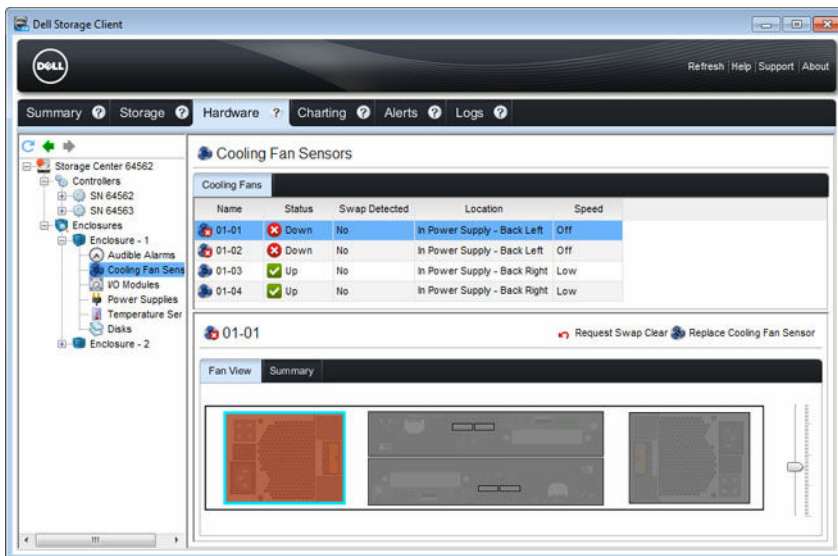 Dell Storage Client
DELL
Refresh | Help | Support | About
Summary ? Storage ? Hardware ? Charting ? Alerts ? Logs ?
Storage Center 64562
Controllers
SN 64562
SN 64563
Enclosures
Enclosure - 1
Audible Alarms
Cooling Fan Sens
I/O Modules
Power Supplies
Temperature Ser
Disks
Enclosure - 2
Cooling Fan Sensors
Cooling Fans
Name Status Swap Detected Location Speed
01-01 Down No In Power Supply - Back Left Off
01-02 Down No In Power Supply - Back Left Off
01-03 Up No In Power Supply - Back Right Low
01-04 Up No In Power Supply - Back Right Low
01-01
Request Swap Clear Replace Cooling Fan Sensor
Fan View Summary